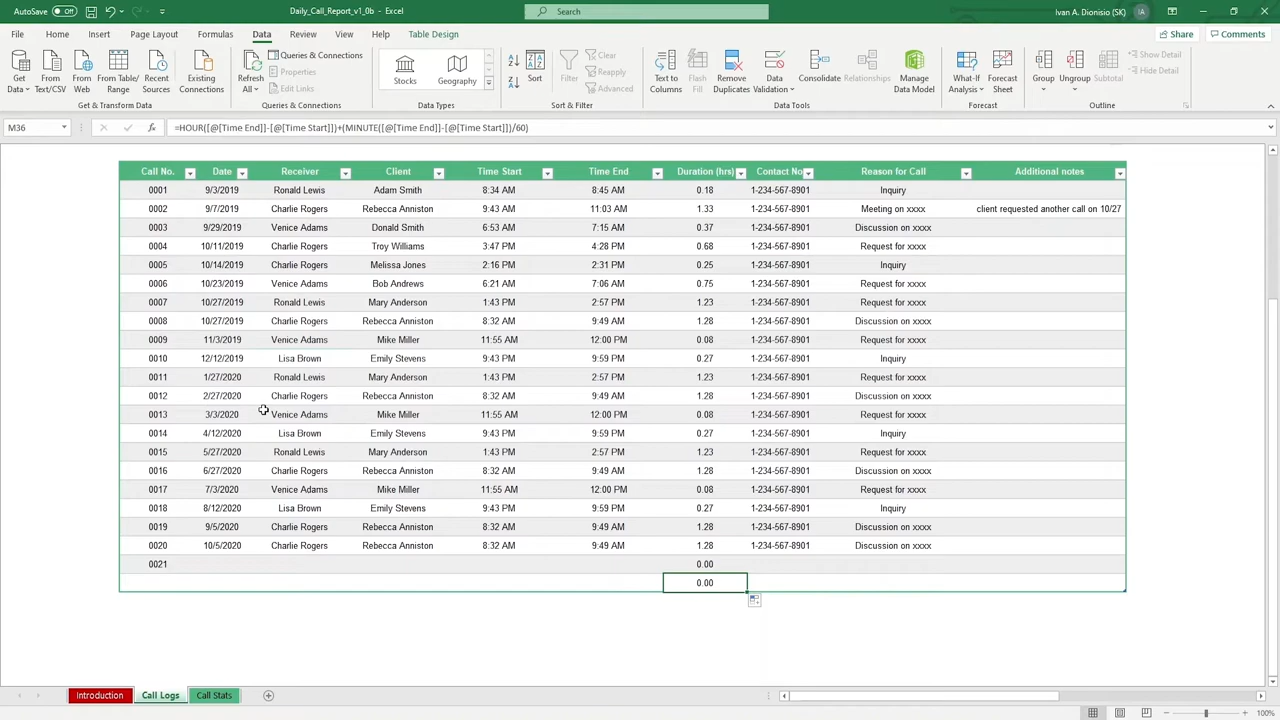 AutoSave Off Daily_Call_Report_v1_0b - Excel Search Ivan A. Dionisio (SK) IA
File Home Insert Page Layout Formulas Data Review View Help Table Design Share Comments
Get Data From Text/CSV From Web From Table/Range Recent Sources Existing Connections Refresh All Queries & Connections Properties Edit Links Stocks Geography Sort Filter Clear Reapply Advanced Text to Columns Flash Fill Remove Duplicates Data Validation Consolidate Relationships Manage Data Model What-If Analysis Forecast Sheet Group Ungroup Subtotal Show Detail Hide Detail
Get & Transform Data Queries & Connections Data Types Sort & Filter Data Tools Forecast Outline
M36 fx =HOUR([@[Time End]]-[@[Time Start]])+(MINUTE([@[Time End]]-[@[Time Start]])/60)
Call No. Date Receiver Client Time Start Time End Duration (hrs) Contact No. Reason for Call Additional notes
0001 9/3/2019 Ronald Lewis Adam Smith 8:34 AM 8:45 AM 0.18 1-234-567-8901 Inquiry
0002 9/7/2019 Charlie Rogers Rebecca Anniston 9:43 AM 11:03 AM 1.33 1-234-567-8901 Meeting on xxxx client requested another call on 10/27
0003 9/29/2019 Venice Adams Donald Smith 6:53 AM 7:15 AM 0.37 1-234-567-8901 Discussion on xxxx
0004 10/11/2019 Charlie Rogers Troy Williams 3:47 PM 4:28 PM 0.68 1-234-567-8901 Request for xxxx
0005 10/14/2019 Charlie Rogers Melissa Jones 2:16 PM 2:31 PM 0.25 1-234-567-8901 Inquiry
0006 10/23/2019 Venice Adams Bob Andrews 6:21 AM 7:06 AM 0.75 1-234-567-8901 Request for xxxx
0007 10/27/2019 Ronald Lewis Mary Anderson 1:43 PM 2:57 PM 1.23 1-234-567-8901 Request for xxxx
0008 10/27/2019 Charlie Rogers Rebecca Anniston 8:32 AM 9:49 AM 1.28 1-234-567-8901 Discussion on xxxx
0009 11/3/2019 Venice Adams Mike Miller 11:55 AM 12:00 PM 0.08 1-234-567-8901 Request for xxxx
0010 12/12/2019 Lisa Brown Emily Stevens 9:43 PM 9:59 PM 0.27 1-234-567-8901 Inquiry
0011 1/27/2020 Ronald Lewis Mary Anderson 1:43 PM 2:57 PM 1.23 1-234-567-8901 Request for xxxx
0012 2/27/2020 Charlie Rogers Rebecca Anniston 8:32 AM 9:49 AM 1.28 1-234-567-8901 Discussion on xxxx
0013 3/3/2020 Venice Adams Mike Miller 11:55 AM 12:00 PM 0.08 1-234-567-8901 Request for xxxx
0014 4/12/2020 Lisa Brown Emily Stevens 9:43 PM 9:59 PM 0.27 1-234-567-8901 Inquiry
0015 5/27/2020 Ronald Lewis Mary Anderson 1:43 PM 2:57 PM 1.23 1-234-567-8901 Request for xxxx
0016 6/27/2020 Charlie Rogers Rebecca Anniston 8:32 AM 9:49 AM 1.28 1-234-567-8901 Discussion on xxxx
0017 7/3/2020 Venice Adams Mike Miller 11:55 AM 12:00 PM 0.08 1-234-567-8901 Request for xxxx
0018 8/12/2020 Lisa Brown Emily Stevens 9:43 PM 9:59 PM 0.27 1-234-567-8901 Inquiry
0019 9/5/2020 Charlie Rogers Rebecca Anniston 8:32 AM 9:49 AM 1.28 1-234-567-8901 Discussion on xxxx
0020 10/5/2020 Charlie Rogers Rebecca Anniston 8:32 AM 9:49 AM 1.28 1-234-567-8901 Discussion on xxxx
0021 0.00
0.00
Introduction Call Logs Call Stats
100%